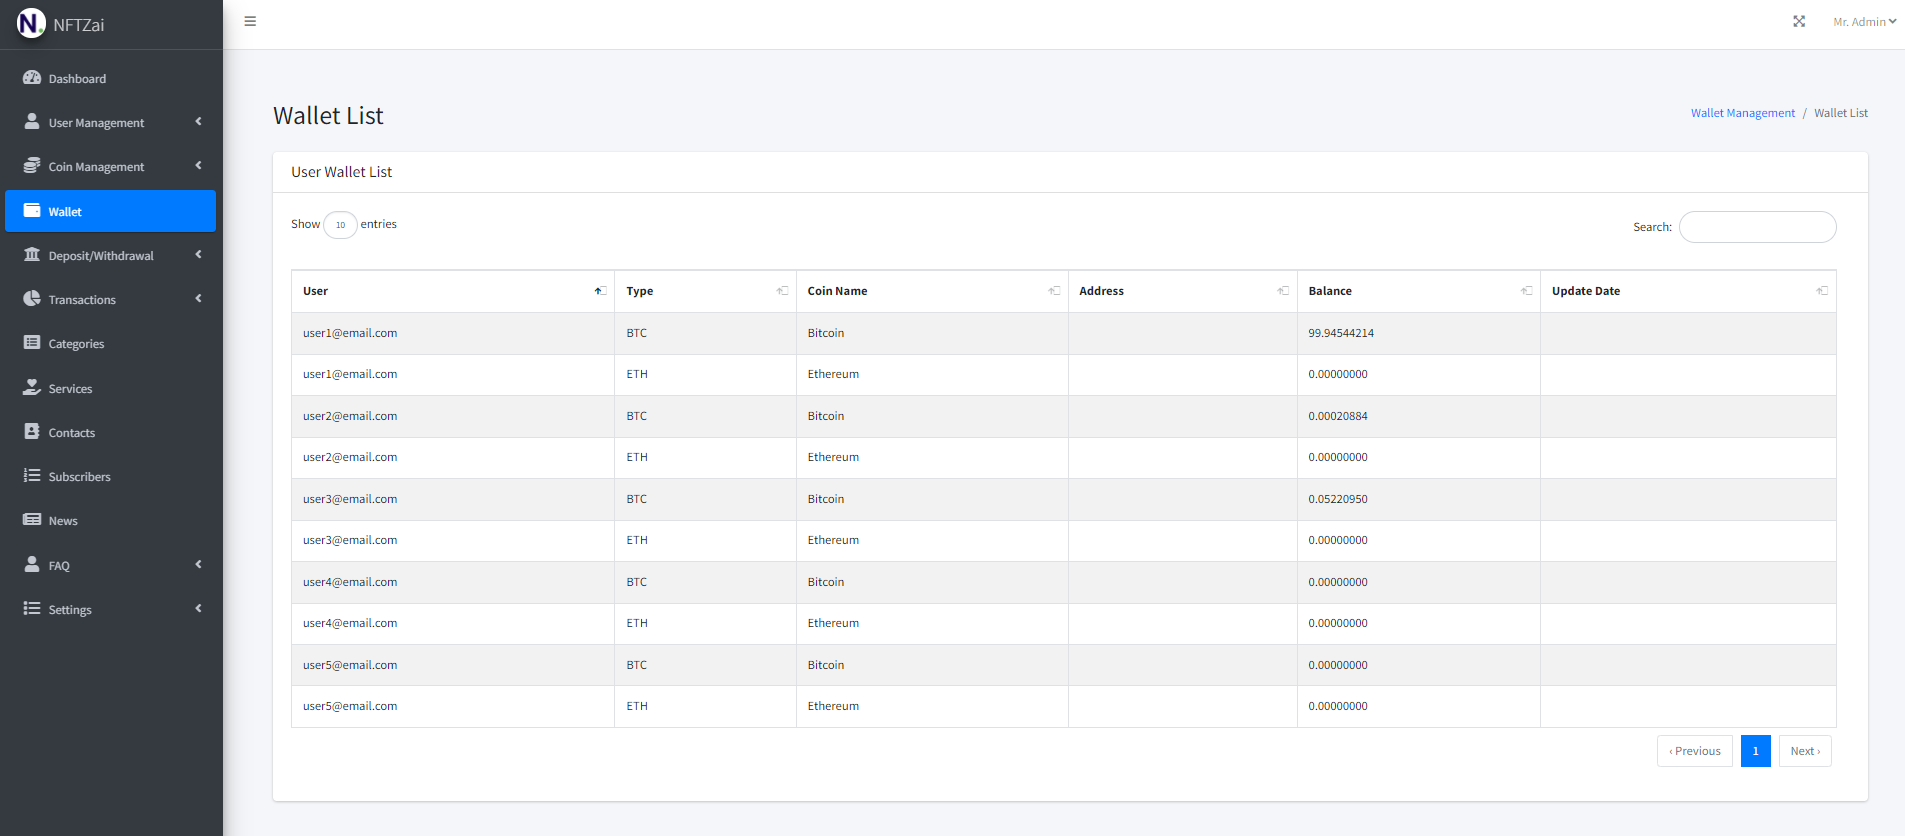 N.
NFTZai
Mr. Admin
Dashboard
User Management
Coin Management
Wallet
Deposit/Withdrawal
Transactions
Categories
Services
Contacts
Subscribers
News
FAQ
Settings
Wallet List
Wallet Management / Wallet List
User Wallet List
Show 10 entries
Search:
User Type Coin Name Address Balance Update Date
user1@email.com BTC Bitcoin 99.94544214
user1@email.com ETH Ethereum 0.00000000
user2@email.com BTC Bitcoin 0.00020884
user2@email.com ETH Ethereum 0.00000000
user3@email.com BTC Bitcoin 0.05220950
user3@email.com ETH Ethereum 0.00000000
user4@email.com BTC Bitcoin 0.00000000
user4@email.com ETH Ethereum 0.00000000
user5@email.com BTC Bitcoin 0.00000000
user5@email.com ETH Ethereum 0.00000000
‹ Previous 1 Next ›